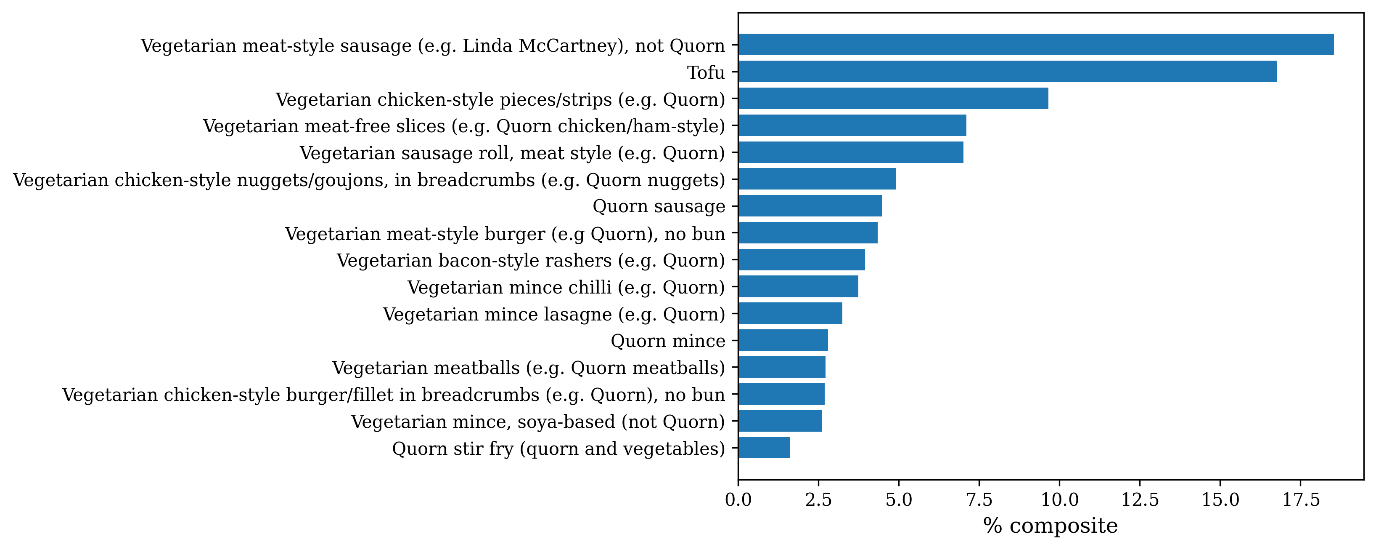 Vegetarian meat-style sausage (e.g. Linda McCartney), not Quorn
Tofu
Vegetarian chicken-style pieces/strips (e.g. Quorn)
Vegetarian meat-free slices (e.g. Quorn chicken/ham-style)
Vegetarian sausage roll, meat style (e.g. Quorn)
Vegetarian chicken-style nuggets/goujons, in breadcrumbs (e.g. Quorn nuggets)
Quorn sausage
Vegetarian meat-style burger (e.g Quorn), no bun
Vegetarian bacon-style rashers (e.g. Quorn)
Vegetarian mince chilli (e.g. Quorn)
Vegetarian mince lasagne (e.g. Quorn)
Quorn mince
Vegetarian meatballs (e.g. Quorn meatballs)
Vegetarian chicken-style burger/fillet in breadcrumbs (e.g. Quorn), no bun
Vegetarian mince, soya-based (not Quorn)
Quorn stir fry (quorn and vegetables)
0.0 2.5 5.0 7.5 10.0 12.5 15.0 17.5
% composite